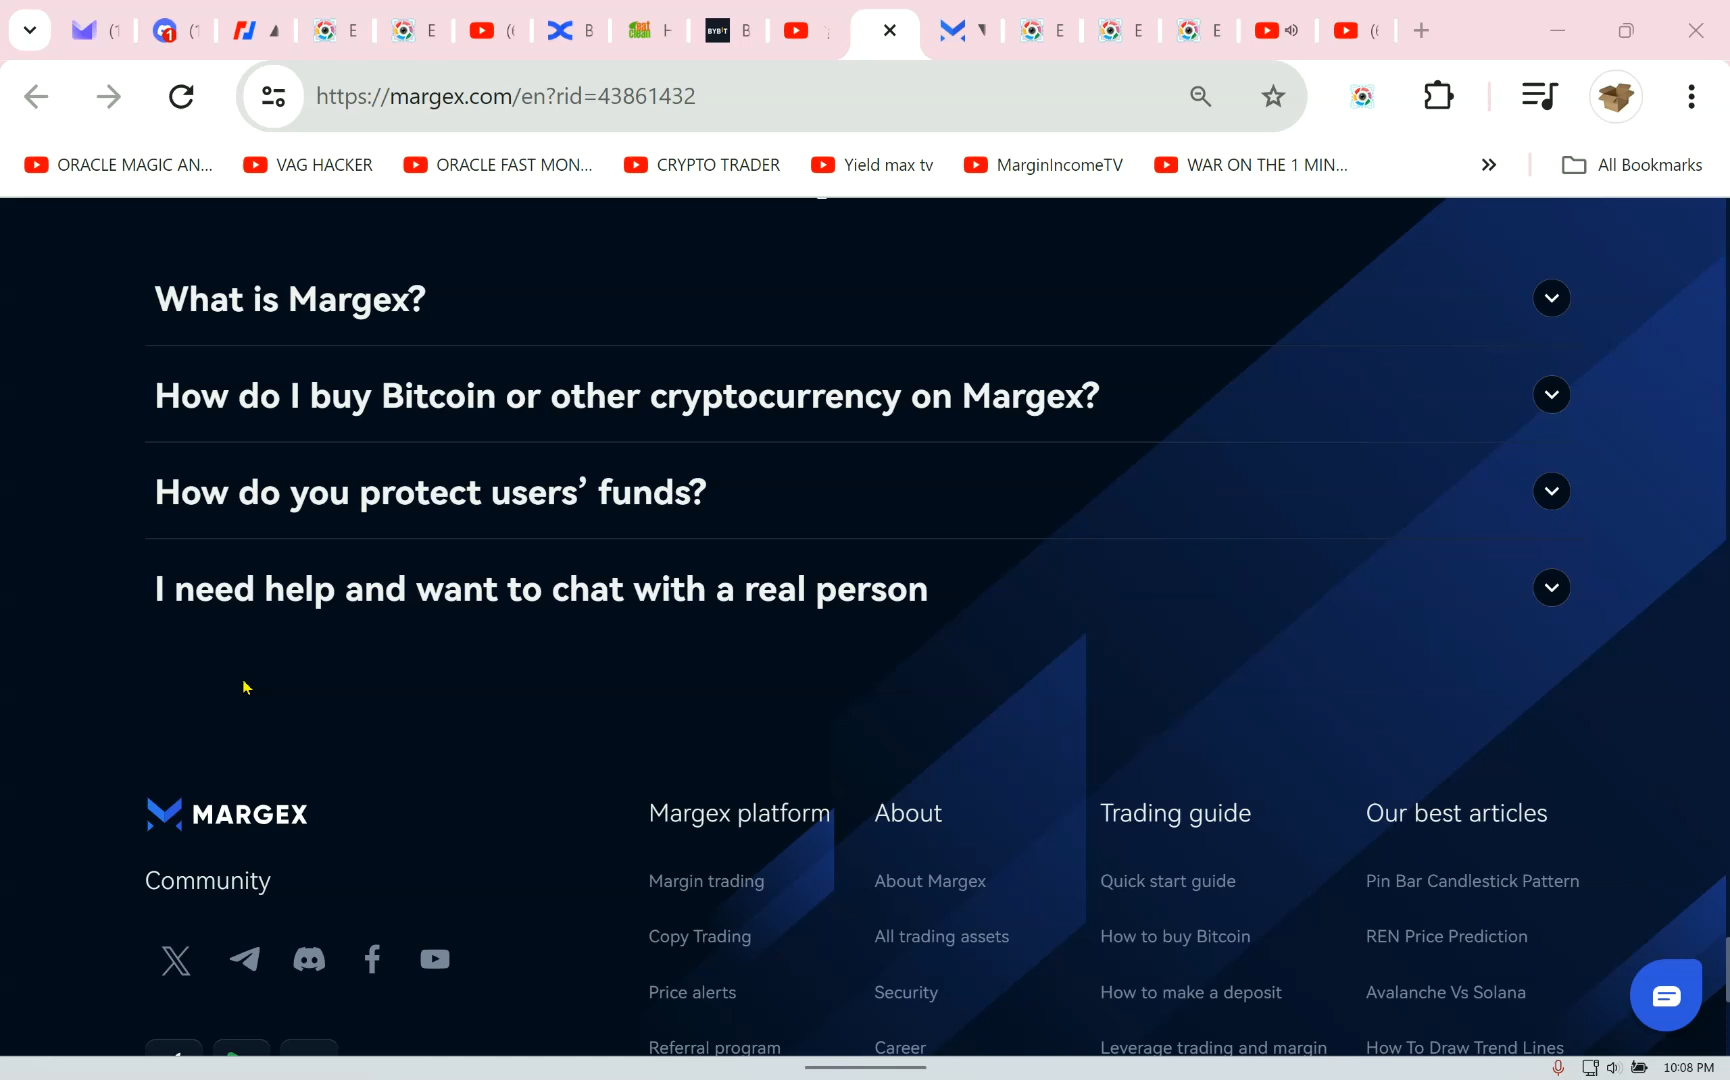 https://margex.com/en?rid=43861432
ORACLE MAGIC AN... VAG HACKER ORACLE FAST MON... CRYPTO TRADER Yield max tv MarginIncomeTV WAR ON THE 1 MIN... All Bookmarks
What is Margex?
How do I buy Bitcoin or other cryptocurrency on Margex?
How do you protect users’ funds?
I need help and want to chat with a real person
MARGEX
Community
Margex platform
Margin trading
Copy Trading
Price alerts
Referral program
About
About Margex
All trading assets
Security
Career
Trading guide
Quick start guide
How to buy Bitcoin
How to make a deposit
Leverage trading and margin
Our best articles
Pin Bar Candlestick Pattern
REN Price Prediction
Avalanche Vs Solana
How To Draw Trend Lines
10:08 PM